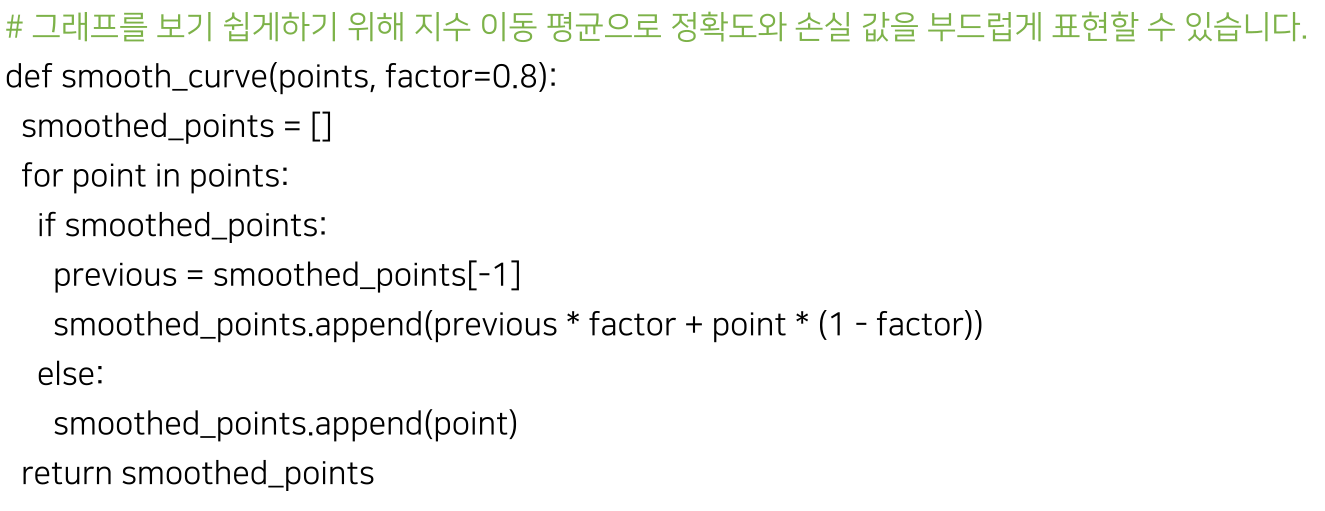 # 그래프를 보기 쉽게하기 위해 지수 이동 평균으로 정확도와 손실 값을 부드럽게 표현할 수 있습니다.
def smooth_curve(points, factor=0.8):
  smoothed_points = []
  for point in points:
    if smoothed_points:
      previous = smoothed_points[-1]
      smoothed_points.append(previous * factor + point * (1 - factor))
    else:
      smoothed_points.append(point)
  return smoothed_points